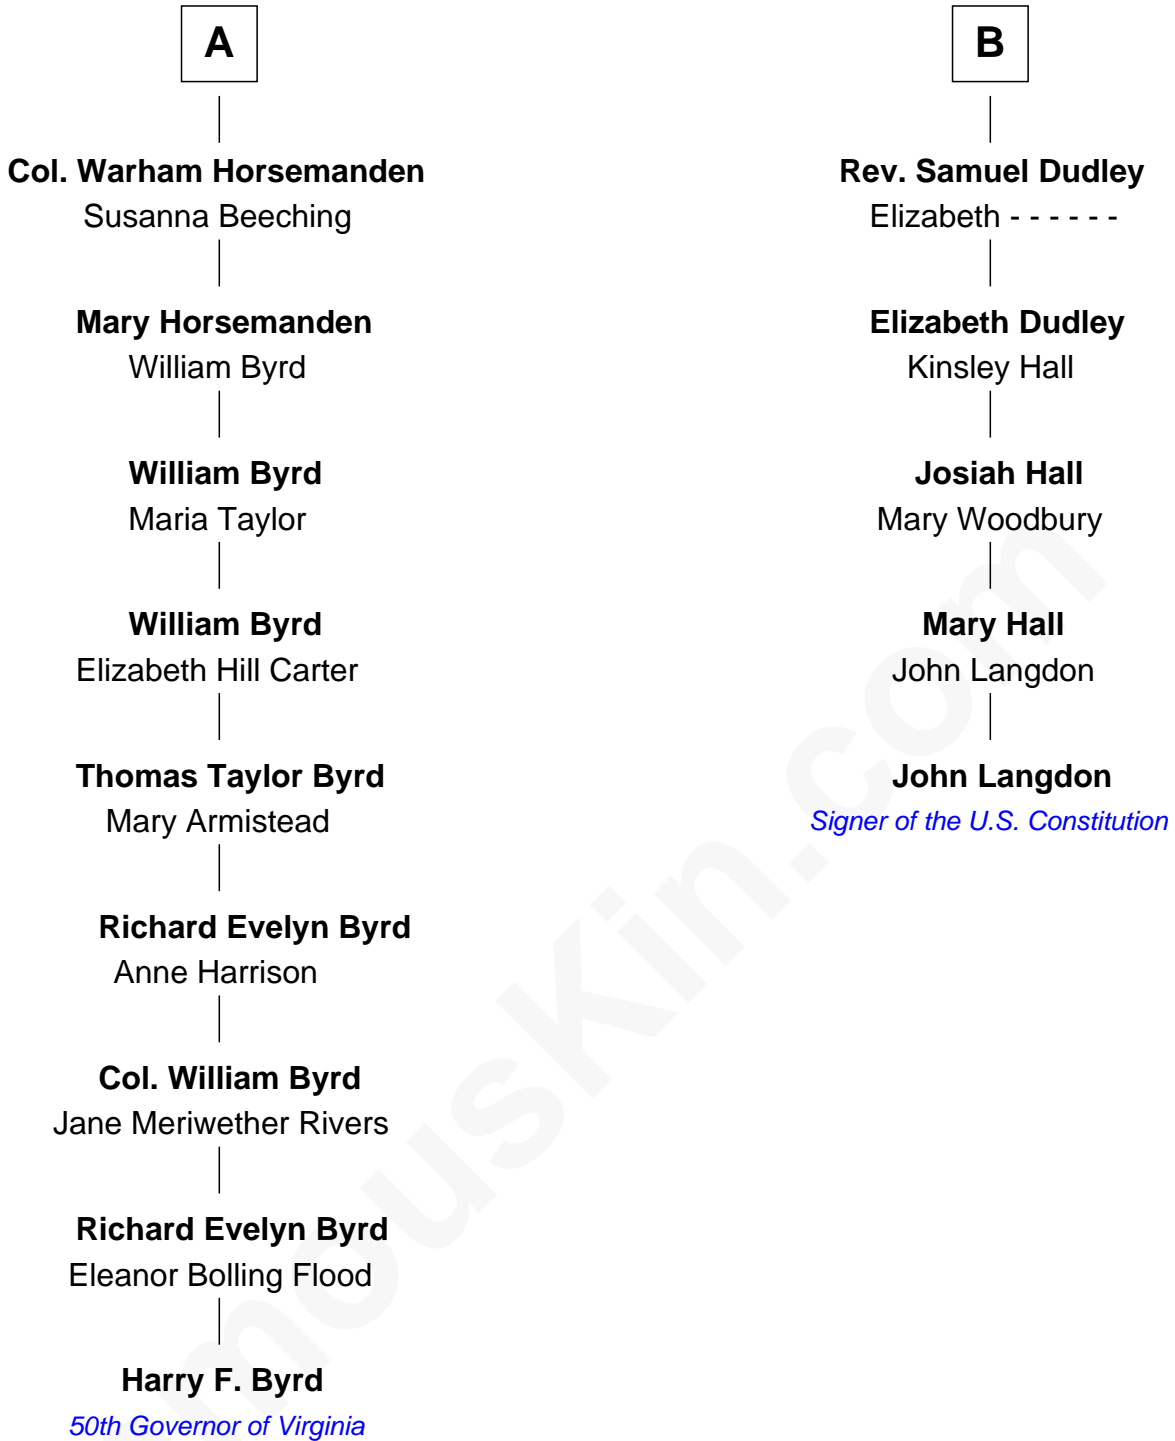 A
Col. Warham Horsemanden
Susanna Beeching
Mary Horsemanden
William Byrd
William Byrd
Maria Taylor
William Byrd
Elizabeth Hill Carter
Thomas Taylor Byrd
Mary Armistead
Richard Evelyn Byrd
Anne Harrison
Col. William Byrd
Jane Meriwether Rivers
Richard Evelyn Byrd
Eleanor Bolling Flood
Harry F. Byrd
50th Governor of Virginia
B
Rev. Samuel Dudley
Elizabeth - - - - - -
Elizabeth Dudley
Kinsley Hall
Josiah Hall
Mary Woodbury
Mary Hall
John Langdon
John Langdon
Signer of the U.S. Constitution
mousKin.com